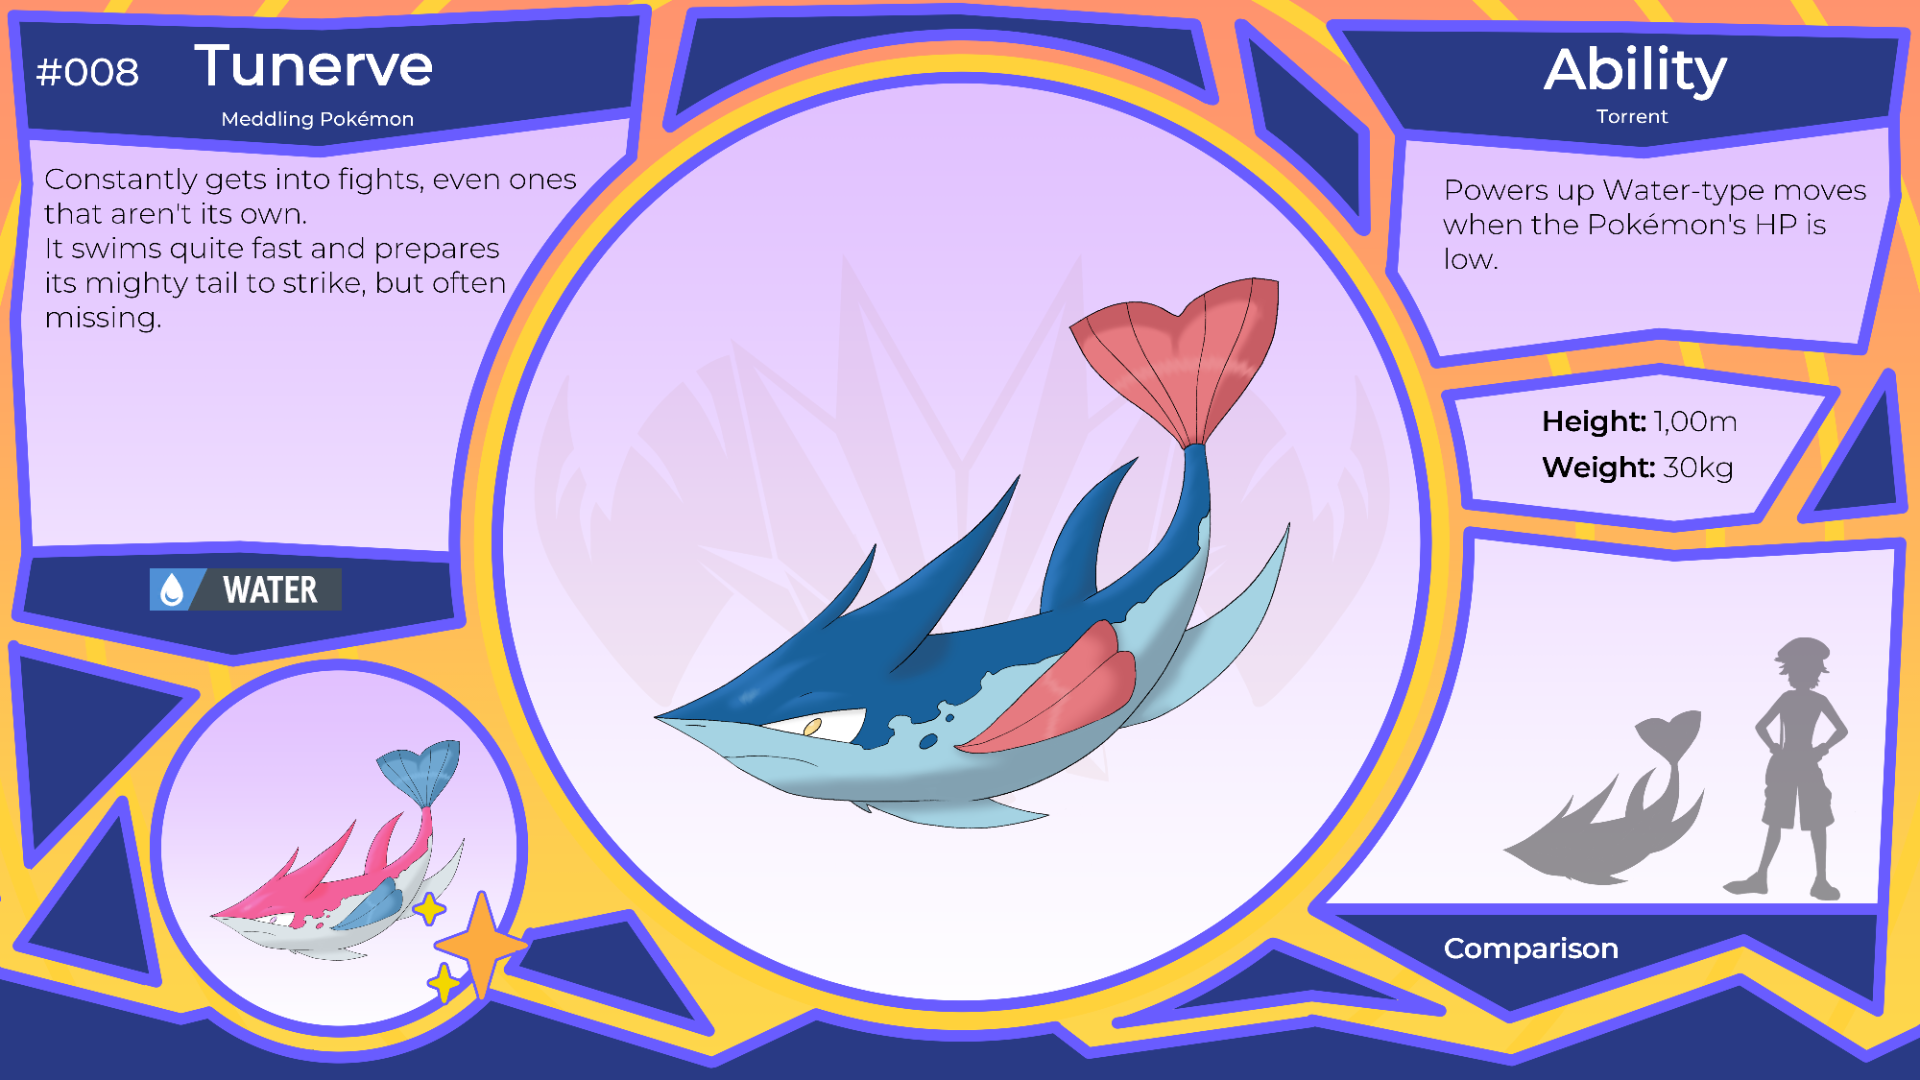 #008
Tunerve
Meddling Pokémon
Constantly gets into fights, even ones
that aren't its own.
It swims quite fast and prepares
its mighty tail to strike, but often
missing.
WATER
Ability
Torrent
Powers up Water-type moves
when the Pokémon's HP is
low.
Height: 1,00m
Weight: 30kg
Comparison